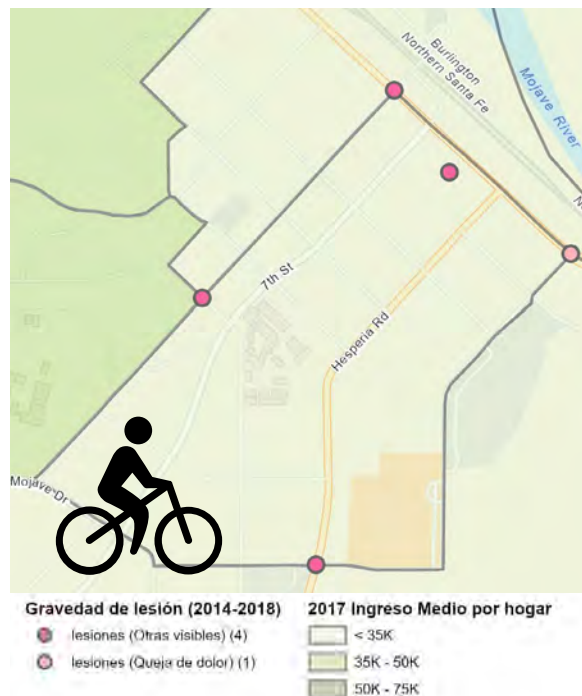 Burlington
Northern Santa Fe
Mojave River
7th St
Hesperia Rd
Mojave Dr
Gravedad de lesión (2014-2018)
lesiones (Otras visibles) (4)
lesiones (Queja de dolor) (1)
2017 Ingreso Medio por hogar
< 35K
35K - 50K
50K - 75K